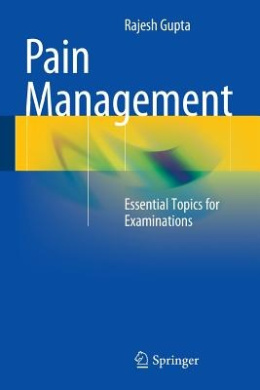 Rajesh Gupta
Pain
Management
Essential Topics for
Examinations
Springer